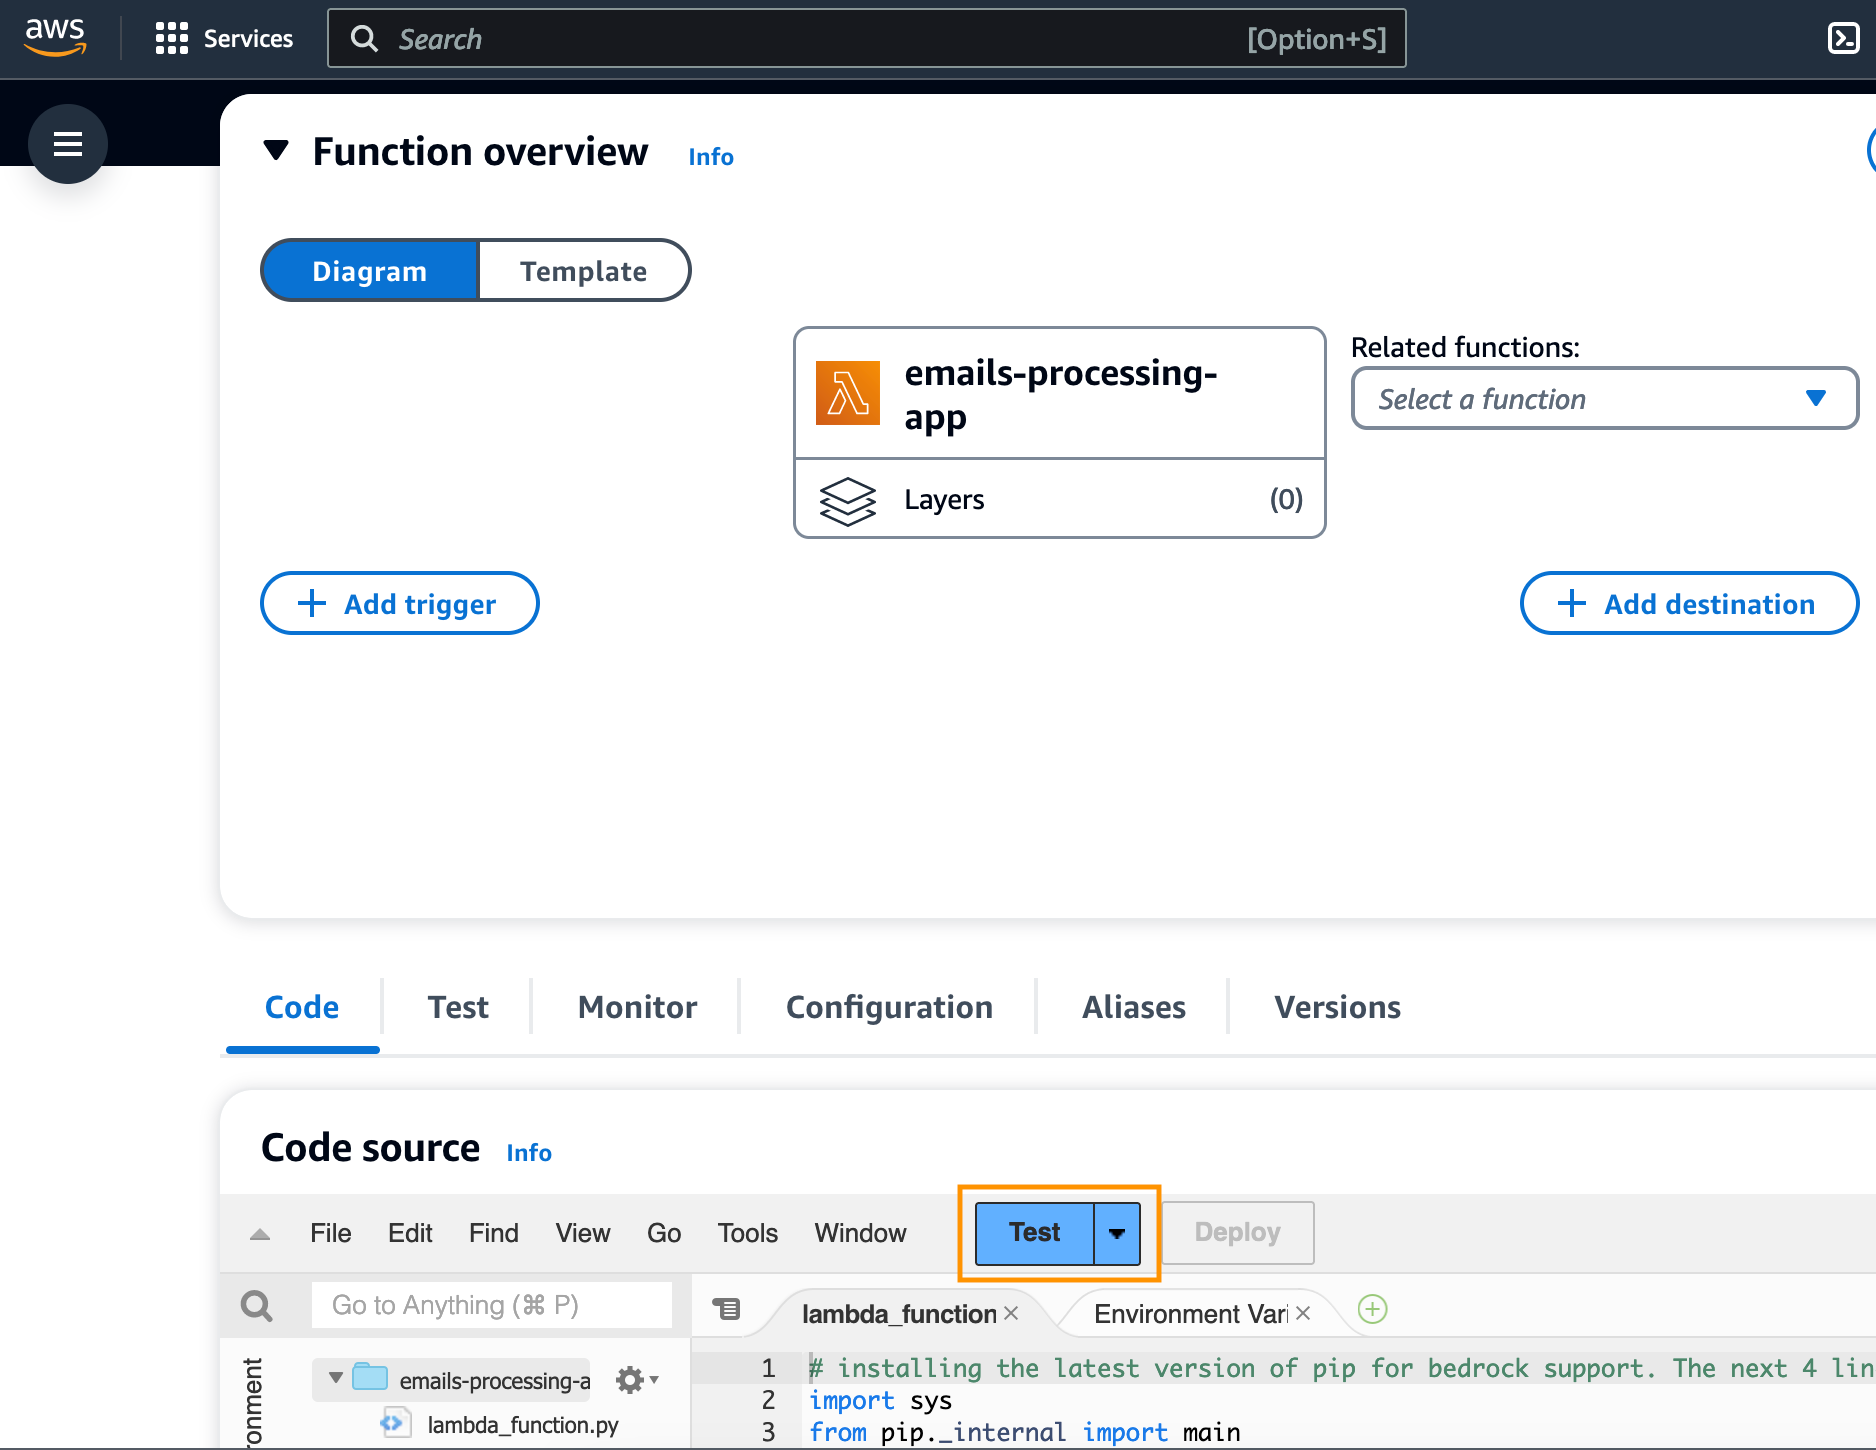 aws Services Search [Option+S]
Function overview Info
Diagram Template
emails-processing-
app
Related functions:
Select a function
Layers (0)
+ Add trigger
+ Add destination
Code Test Monitor Configuration Aliases Versions
Code source Info
File Edit Find View Go Tools Window Test Deploy
Go to Anything (⌘ P)
lambda_function × Environment Vari ×
ronment
emails-processing-a
lambda_function.py
1 # installing the latest version of pip for bedrock support. The next 4 lin
2 import sys
3 from pip._internal import main